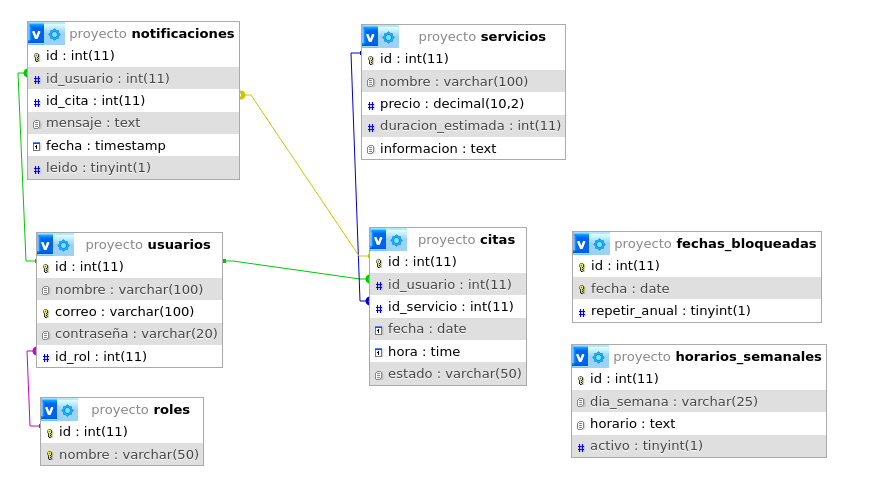 v proyecto notificaciones
id : int(11)
# id_usuario : int(11)
# id_cita : int(11)
mensaje : text
fecha : timestamp
# leido : tinyint(1)
v proyecto servicios
id : int(11)
nombre : varchar(100)
# precio : decimal(10,2)
# duracion_estimada : int(11)
informacion : text
v proyecto usuarios
id : int(11)
nombre : varchar(100)
correo : varchar(100)
contraseña : varchar(20)
# id_rol : int(11)
v proyecto citas
id : int(11)
# id_usuario : int(11)
# id_servicio : int(11)
fecha : date
hora : time
estado : varchar(50)
v proyecto fechas_bloqueadas
id : int(11)
fecha : date
# repetir_anual : tinyint(1)
v proyecto horarios_semanales
id : int(11)
dia_semana : varchar(25)
horario : text
# activo : tinyint(1)
v proyecto roles
id : int(11)
nombre : varchar(50)